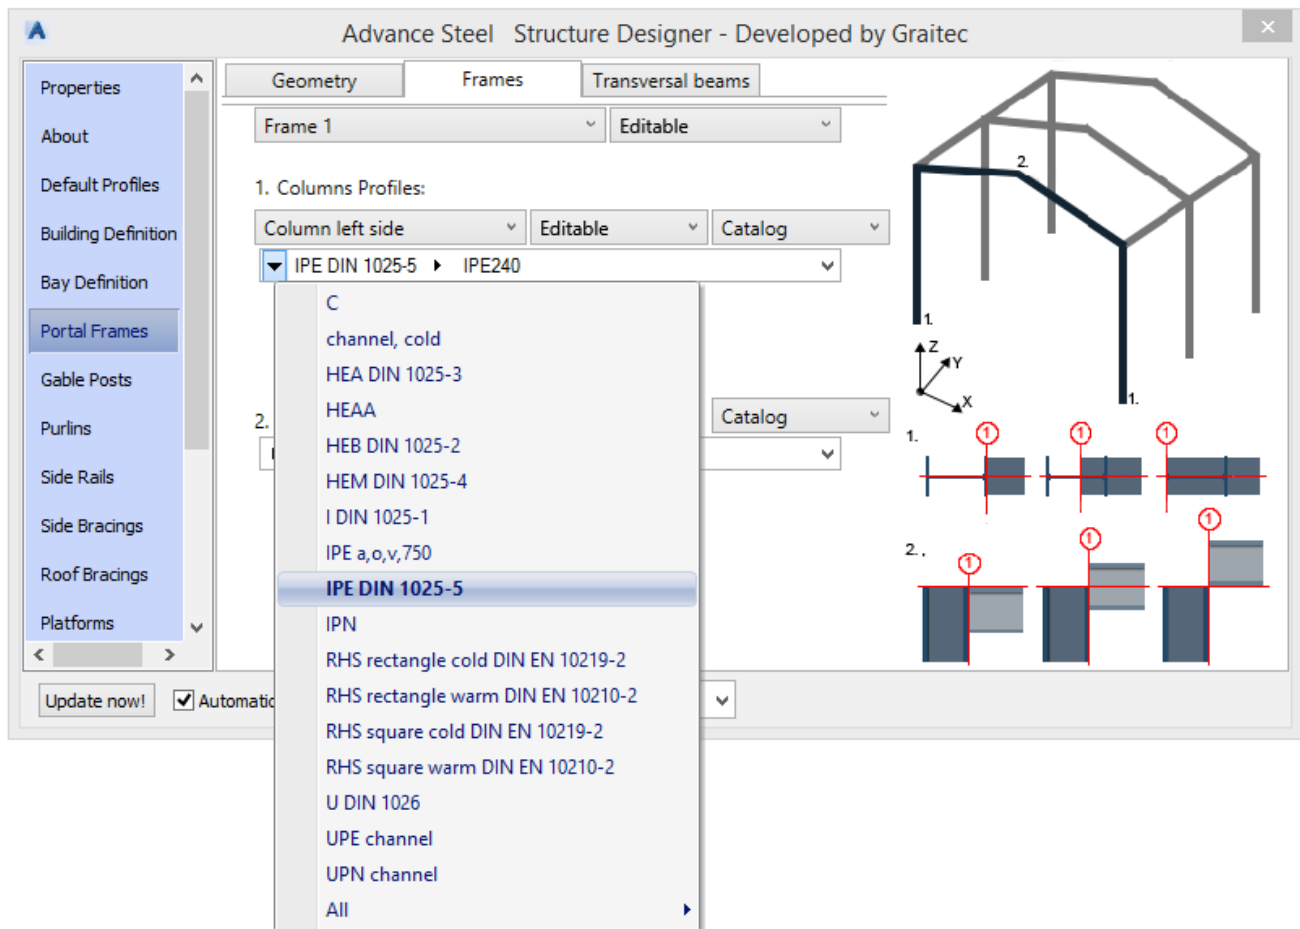 Advance Steel Structure Designer - Developed by Graitec
Properties
About
Default Profiles
Building Definition
Bay Definition
Portal Frames
Gable Posts
Purlins
Side Rails
Side Bracings
Roof Bracings
Platforms
Geometry
Frames
Transversal beams
Frame 1
Editable
1. Columns Profiles:
Column left side
Editable
Catalog
IPE DIN 1025-5
IPE240
C
channel, cold
HEA DIN 1025-3
HEAA
HEB DIN 1025-2
HEM DIN 1025-4
I DIN 1025-1
IPE a,o,v,750
IPE DIN 1025-5
IPN
RHS rectangle cold DIN EN 10219-2
RHS rectangle warm DIN EN 10210-2
RHS square cold DIN EN 10219-2
RHS square warm DIN EN 10210-2
U DIN 1026
UPE channel
UPN channel
All
2.
Catalog
Update now!
2.
1.
1.
Z
Y
X
1.
1
1
1
2. .
1
1
1